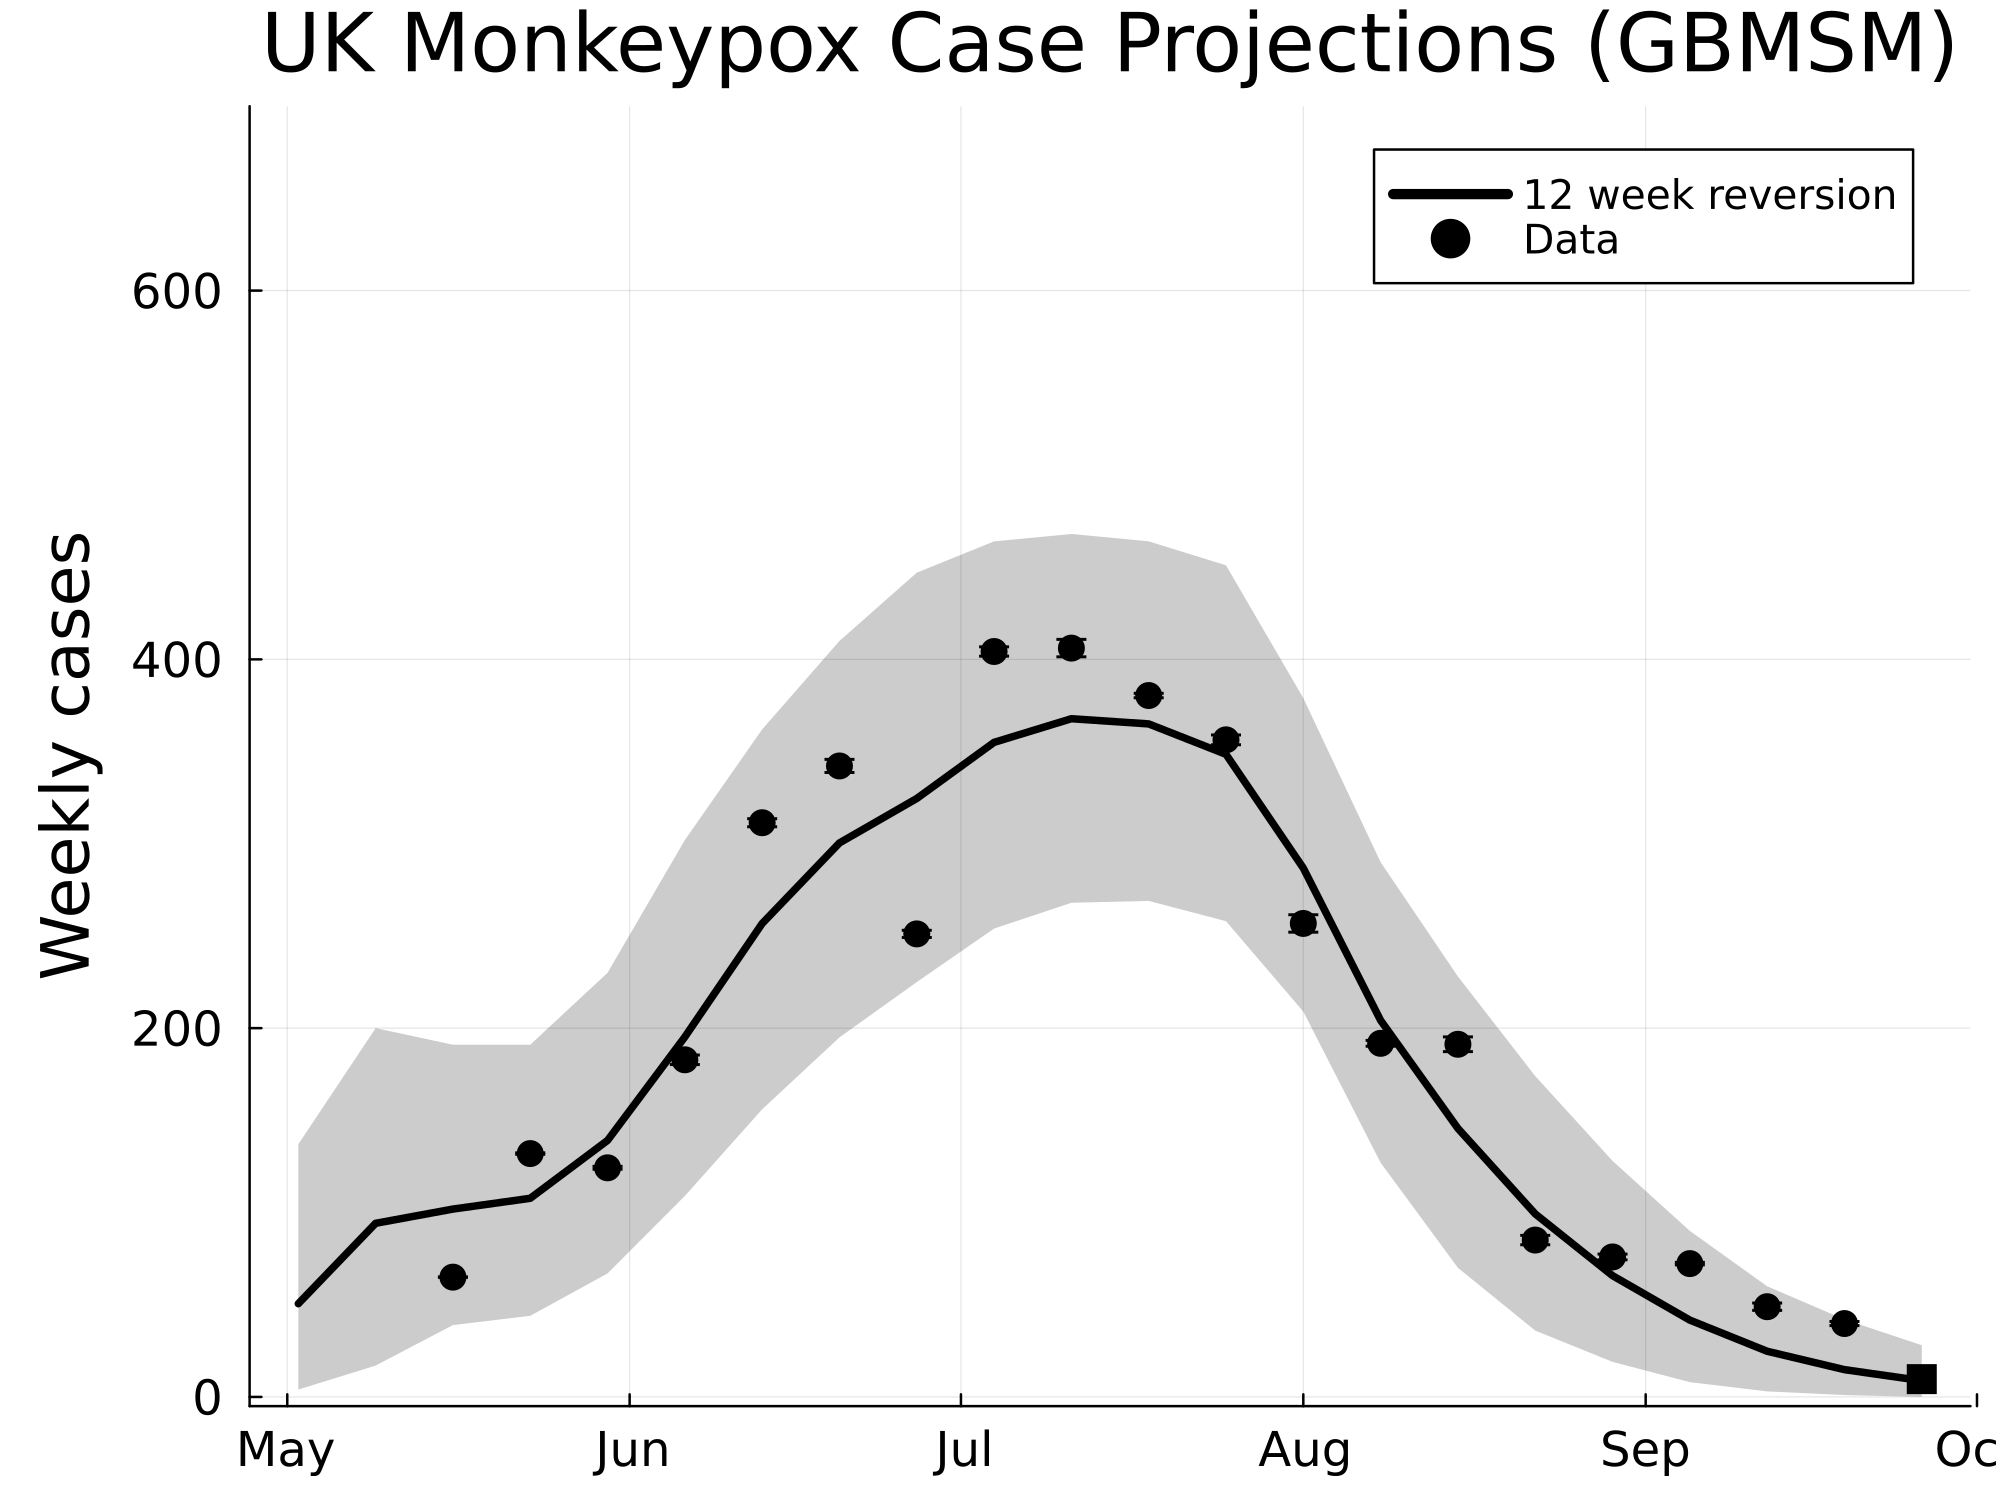 UK Monkeypox Case Projections (GBMSM)
12 week reversion
Data
Weekly cases
600
400
200
0
May Jun Jul Aug Sep Oc